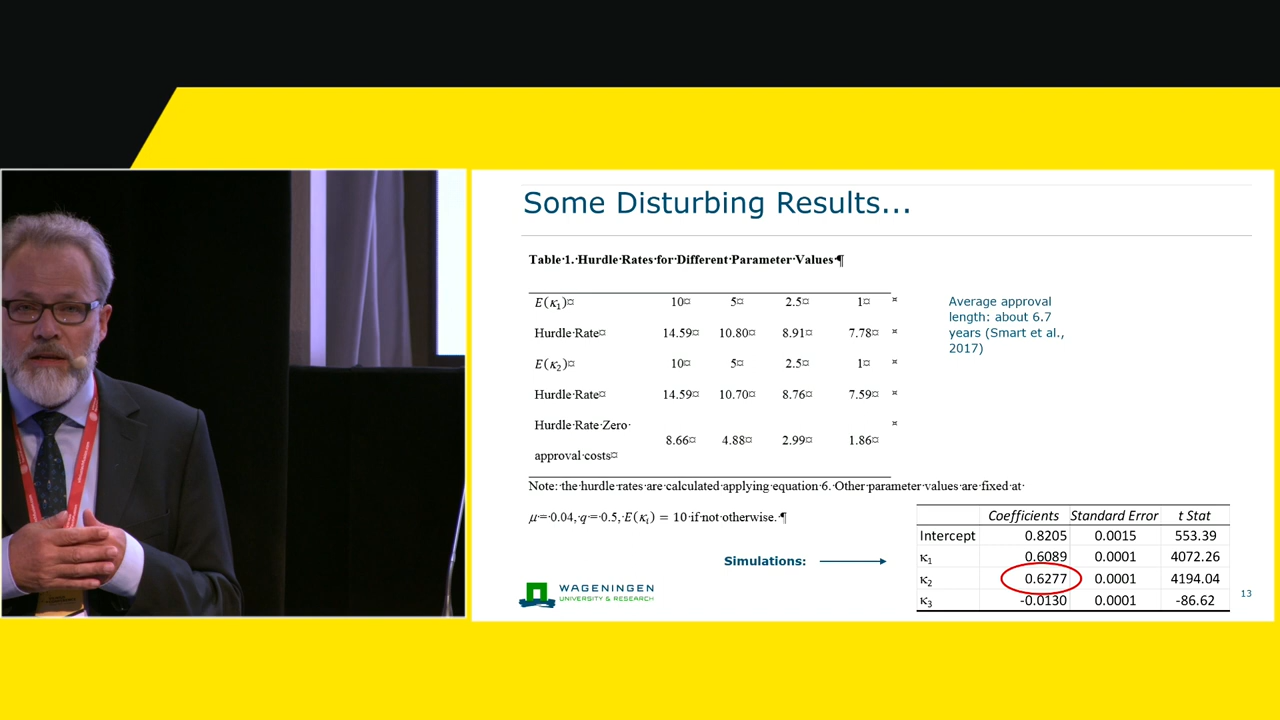 Some Disturbing Results...
Table·1.·Hurdle·Rates·for·Different·Parameter·Values·¶
E(κ₁)¤ 10¤ 5¤ 2.5¤ 1¤ ¤
Hurdle·Rate¤ 14.59¤ 10.80¤ 8.91¤ 7.78¤ ¤
E(κ₂)¤ 10¤ 5¤ 2.5¤ 1¤ ¤
Hurdle·Rate¤ 14.59¤ 10.70¤ 8.76¤ 7.59¤ ¤
Hurdle·Rate·Zero· ¤
approval·costs¤ 8.66¤ 4.88¤ 2.99¤ 1.86¤
Note:·the·hurdle·rates·are·calculated·applying·equation·6.·Other·parameter·values·are·fixed·at·
μ·=·0.04,·q·=·0.5,·E(κᵢ) = 10·if·not·otherwise.·¶
Average approval
length: about 6.7
years (Smart et al.,
2017)
Simulations:
Coefficients Standard Error t Stat
Intercept 0.8205 0.0015 553.39
κ₁ 0.6089 0.0001 4072.26
κ₂ 0.6277 0.0001 4194.04
κ₃ -0.0130 0.0001 -86.62
WAGENINGEN
UNIVERSITY & RESEARCH
13